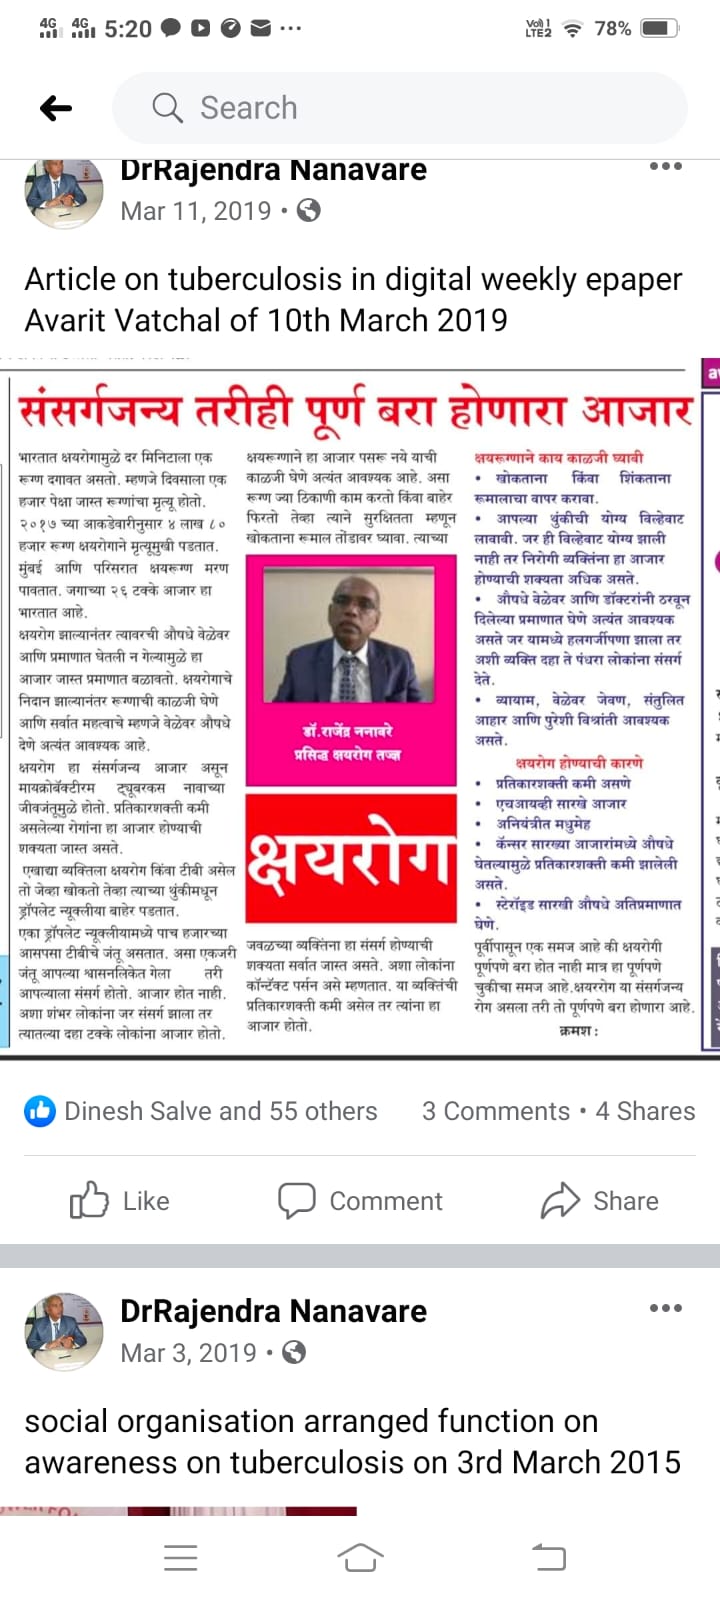 4G 4G 5:20
Vo1) 1 LTE2 78%
Search
DrRajendra Nanavare
Mar 11, 2019
Article on tuberculosis in digital weekly epaper
Avarit Vatchal of 10th March 2019
संसर्गजन्य तरीही पूर्ण बरा होणारा आजार
भारतात क्षयरोगामुळे दर मिनिटाला एक
रूग्ण दगावत असतो. म्हणजे दिवसाला एक
हजार पेक्षा जास्त रूग्णांचा मृत्यू होतो.
२०१७ च्या आकडेवारीनुसार ४ लाख ८०
हजार रूग्ण क्षयरोगाने मृत्यूमुखी पडतात.
मुंबई आणि परिसरात क्षयरूग्ण मरण
पावतात. जगाच्या २६ टक्के आजार हा
भारतात आहे.
क्षयरोग झाल्यानंतर त्यावरची औषधे वेळेवर
आणि प्रमाणात घेतली न गेल्यामुळे हा
आजार जास्त प्रमाणात बळावतो. क्षयरोगाचे
निदान झाल्यानंतर रूग्णाची काळजी घेणे
आणि सर्वात महत्वाचे म्हणजे वेळेवर औषधे
देणे अत्यंत आवश्यक आहे.
क्षयरोग हा संसर्गजन्य आजार असून
मायक्रोबॅक्टीरम ट्यूबरकस नावाच्या
जीवजंतूमुळे होतो. प्रतिकारशक्ती कमी
असलेल्या रोगांना हा आजार होण्याची
शक्यता जास्त असते.
एखाद्या व्यक्तिला क्षयरोग किंवा टीबी असेल
तो जेव्हा खोकतो तेव्हा त्याच्या थुंकीमधून
ड्रॉपलेट न्यूक्लीया बाहेर पडतात.
एका ड्रॉपलेट न्यूक्लीयामध्ये पाच हजारच्या
आसपसा टीबीचे जंतू असतात. असा एकजरी
जंतू आपल्या श्वासनलिकेत गेला तरी
आपल्याला संसर्ग होतो. आजार होत नाही.
अशा शंभर लोकांना जर संसर्ग झाला तर
त्यातल्या दहा टक्के लोकांना आजार होतो.
क्षयरूग्णाने हा आजार पसरू नये याची
काळजी घेणे अत्यंत आवश्यक आहे. असा
रूग्ण ज्या ठिकाणी काम करतो किंवा बाहेर
फिरतो तेव्हा त्याने सुरक्षितता म्हणून
खोकताना रूमाल तोंडावर घ्यावा. त्याच्या
डॉ.राजेंद्र ननावरे
प्रसिद्ध क्षयरोग तज्ज्ञ
क्षयरोग
जवळच्या व्यक्तिंना हा संसर्ग होण्याची
शक्यता सर्वात जास्त असते. अशा लोकांना
कॉन्टॅक्ट पर्सन असे म्हणतात. या व्यक्तिंची
प्रतिकारशक्ती कमी असेल तर त्यांना हा
आजार होतो.
क्षयरूग्णाने काय काळजी घ्यावी
• खोकताना किंवा शिंकताना
रूमालाचा वापर करावा.
• आपल्या थुंकीची योग्य विल्हेवाट
लावावी. जर ही विल्हेवाट योग्य झाली
नाही तर निरोगी व्यक्तिंना हा आजार
होण्याची शक्यता अधिक असते.
• औषधे वेळेवर आणि डॉक्टरांनी ठरवून
दिलेल्या प्रमाणात घेणे अत्यंत आवश्यक
असते जर यामध्ये हलगर्जीपणा झाला तर
अशी व्यक्ति दहा ते पंधरा लोकांना संसर्ग
देते.
• व्यायाम, वेळेवर जेवण, संतुलित
आहार आणि पुरेशी विश्रांती आवश्यक
असते.
क्षयरोग होण्याची कारणे
• प्रतिकारशक्ती कमी असणे
• एचआयव्ही सारखे आजार
• अनियंत्रीत मधुमेह
• कॅन्सर सारख्या आजारांमध्ये औषधे
घेतल्यामुळे प्रतिकारशक्ती कमी झालेली
असते.
• स्टेरॉइड सारखी औषधे अतिप्रमाणात
घेणे.
पूर्वीपासून एक समज आहे की क्षयरोगी
पूर्णपणे बरा होत नाही मात्र हा पूर्णपणे
चुकीचा समज आहे.क्षयररोग या संसर्गजन्य
रोग असला तरी तो पूर्णपणे बरा होणारा आहे.
क्रमश :
Dinesh Salve and 55 others
3 Comments • 4 Shares
Like
Comment
Share
DrRajendra Nanavare
Mar 3, 2019
social organisation arranged function on
awareness on tuberculosis on 3rd March 2015